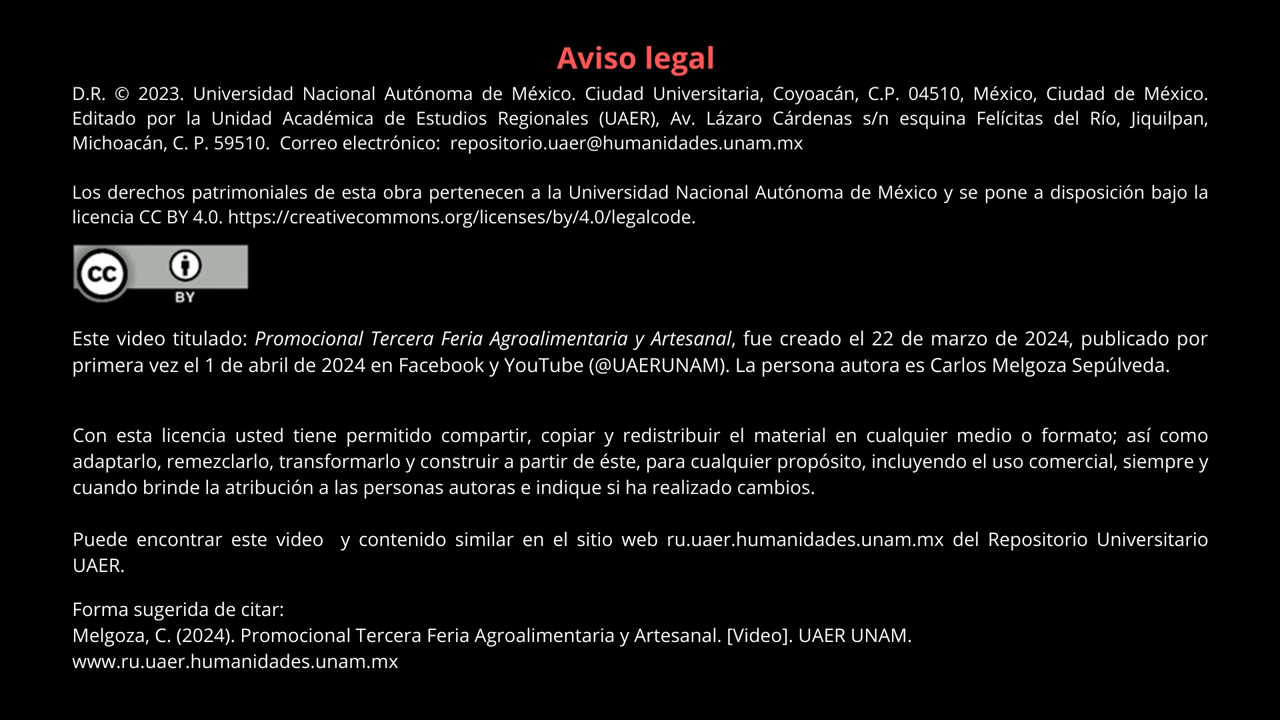 Aviso legal
D.R. © 2023. Universidad Nacional Autónoma de México. Ciudad Universitaria, Coyoacán, C.P. 04510, México, Ciudad de México.
Editado por la Unidad Académica de Estudios Regionales (UAER), Av. Lázaro Cárdenas s/n esquina Felícitas del Río, Jiquilpan,
Michoacán, C. P. 59510.  Correo electrónico:  repositorio.uaer@humanidades.unam.mx
Los derechos patrimoniales de esta obra pertenecen a la Universidad Nacional Autónoma de México y se pone a disposición bajo la
licencia CC BY 4.0. https://creativecommons.org/licenses/by/4.0/legalcode.
CC
BY
Este video titulado: Promocional Tercera Feria Agroalimentaria y Artesanal, fue creado el 22 de marzo de 2024, publicado por
primera vez el 1 de abril de 2024 en Facebook y YouTube (@UAERUNAM). La persona autora es Carlos Melgoza Sepúlveda.
Con esta licencia usted tiene permitido compartir, copiar y redistribuir el material en cualquier medio o formato; así como
adaptarlo, remezclarlo, transformarlo y construir a partir de éste, para cualquier propósito, incluyendo el uso comercial, siempre y
cuando brinde la atribución a las personas autoras e indique si ha realizado cambios.
Puede encontrar este video  y contenido similar en el sitio web ru.uaer.humanidades.unam.mx del Repositorio Universitario
UAER.
Forma sugerida de citar:
Melgoza, C. (2024). Promocional Tercera Feria Agroalimentaria y Artesanal. [Video]. UAER UNAM.
www.ru.uaer.humanidades.unam.mx